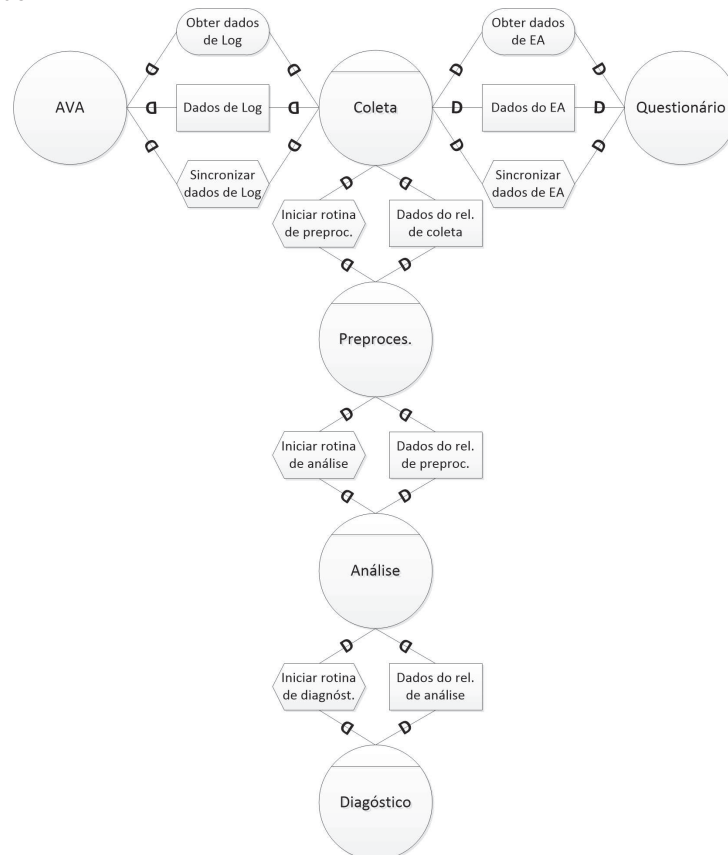 Obter dados
de Log
Obter dados
de EA
D D D D
AVA
D
Dados de Log
D
Coleta
D
Dados do EA
D
Questionário
D D D D
Sincronizar
dados de Log
Sincronizar
dados de EA
D D
Iniciar rotina
de preproc.
Dados do rel.
de coleta
D D
Preproces.
D D
Iniciar rotina
de análise
Dados do rel.
de preproc.
D D
Análise
D D
Iniciar rotina
de diagnóst.
Dados do rel.
de análise
D D
Diagóstico